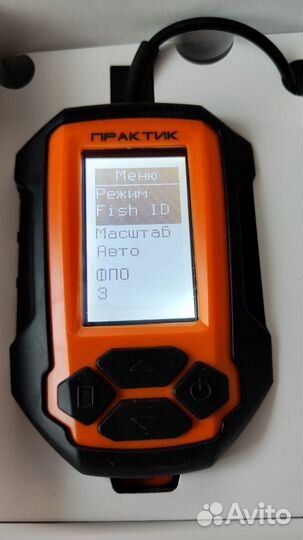 ПРАКТИК
Меню
Режим
Fish ID
Масштаб
Авто
ФПО
3
Avito